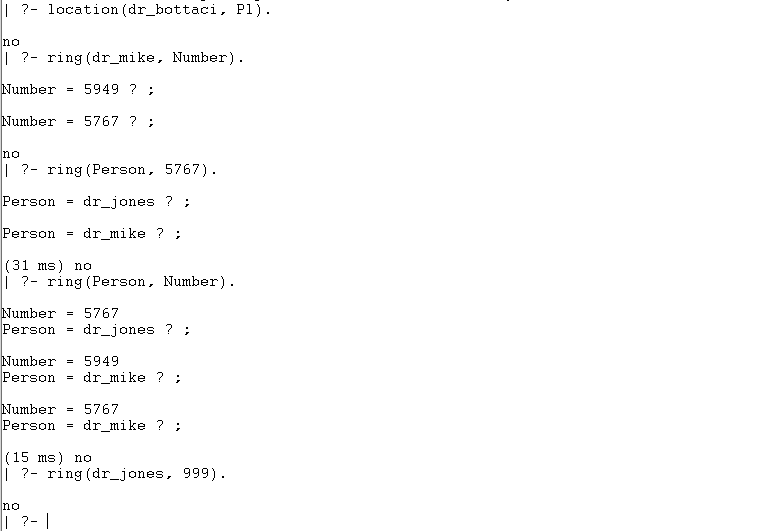 | ?- location(dr_bottaci, Pl).
no
| ?- ring(dr_mike, Number).
Number = 5949 ? ;
Number = 5767 ? ;
no
| ?- ring(Person, 5767).
Person = dr_jones ? ;
Person = dr_mike ? ;
(31 ms) no
| ?- ring(Person, Number).
Number = 5767
Person = dr_jones ? ;
Number = 5949
Person = dr_mike ? ;
Number = 5767
Person = dr_mike ? ;
(15 ms) no
| ?- ring(dr_jones, 999).
no
| ?-